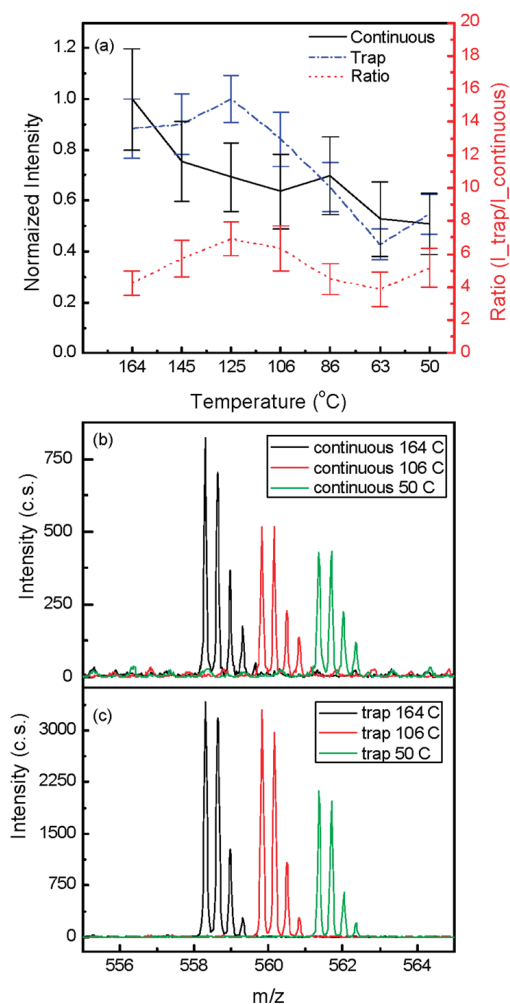 (a)
Continuous
Trap
Ratio
1.2
1.0
0.8
0.6
0.4
0.2
0.0
Normaized Intensity
20
18
16
14
12
10
8
6
4
2
0
Ratio (I_trap/I_continuous)
164 145 125 106 86 63 50
Temperature (°C)
(b)
continuous 164 C
continuous 106 C
continuous 50 C
750
500
250
0
Intensity (c.s.)
(c)
trap 164 C
trap 106 C
trap 50 C
3000
2250
1500
750
0
Intensity (c.s.)
556 558 560 562 564
m/z